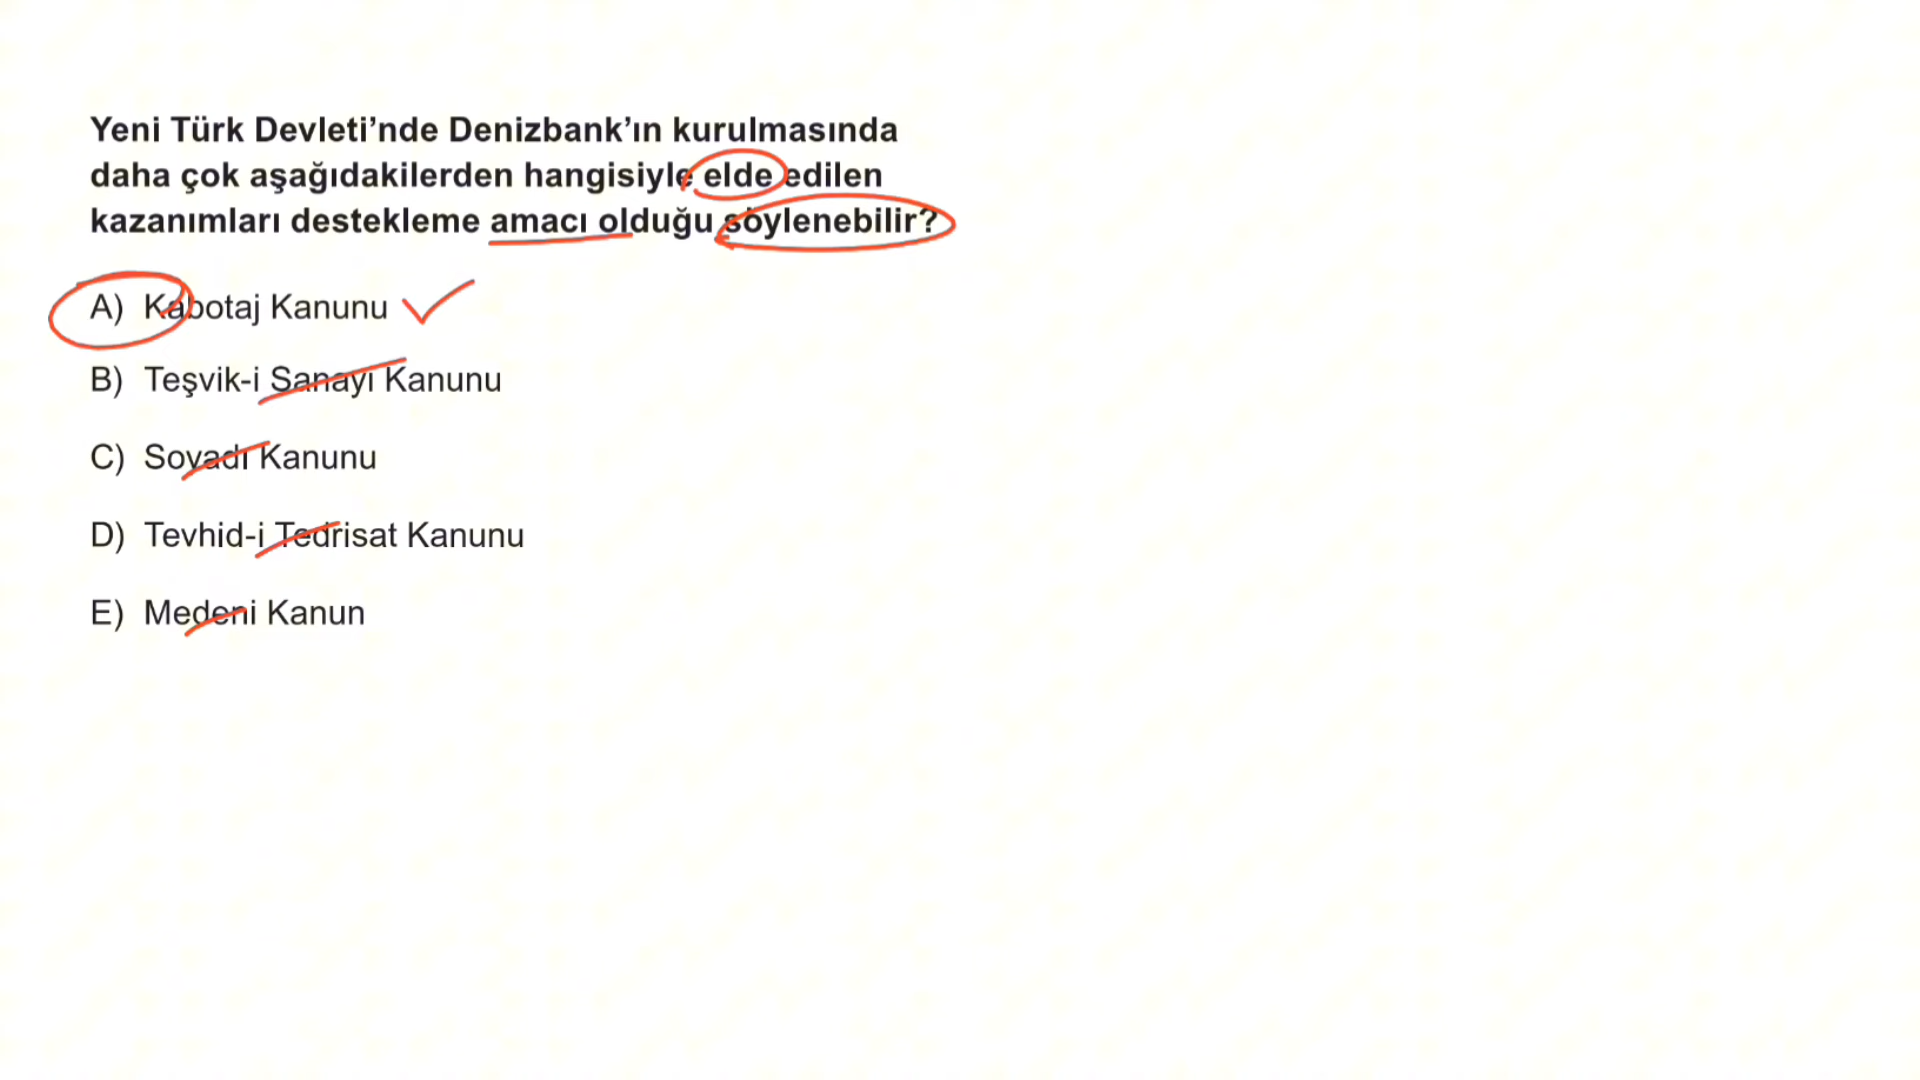 Yeni Türk Devleti’nde Denizbank’ın kurulmasında
daha çok aşağıdakilerden hangisiyle elde edilen
kazanımları destekleme amacı olduğu söylenebilir?
A) Kabotaj Kanunu
B) Teşvik-i Sanayi Kanunu
C) Soyadı Kanunu
D) Tevhid-i Tedrisat Kanunu
E) Medeni Kanun